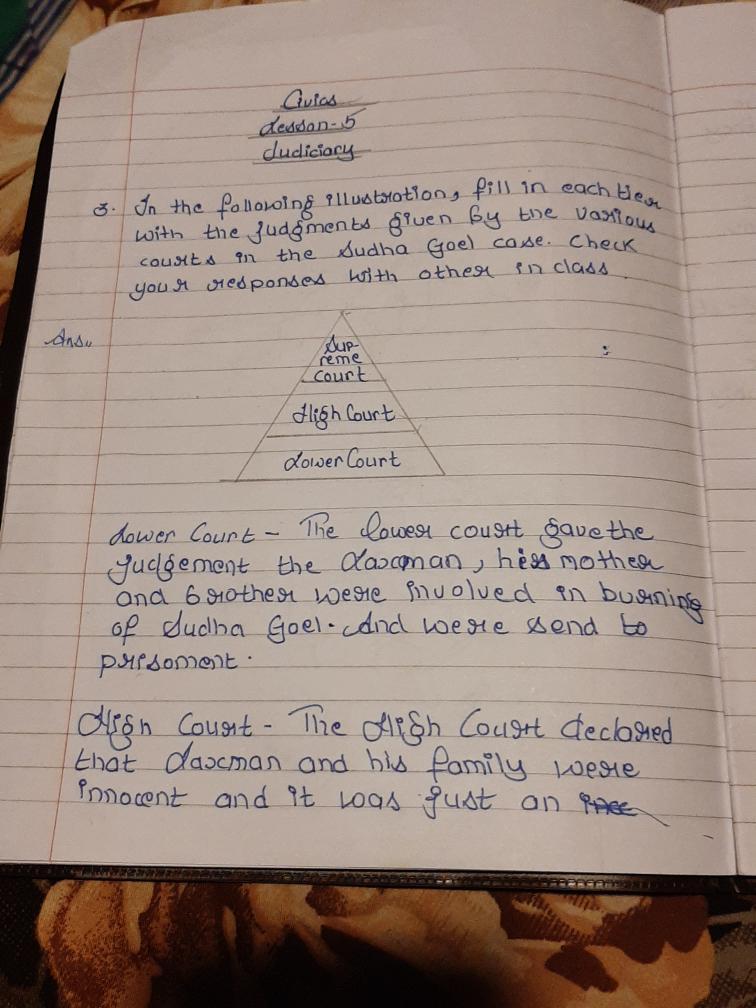 Civics
Lesson-5
Judiciary
3. In the following illustration, fill in each tier
with the judgments given by the various
courts in the Sudha Goel case. Check
your responses with other in class.
Ans.
Sup-
reme
court
High Court
Lower Court
Lower Court - The lower court gave the
judgement the Laxman, his mother
and brother were involved in burning
of Sudha Goel. And were send to
prisoment.
High Court - The High Court declared
that Laxman and his family were
innocent and it was just an